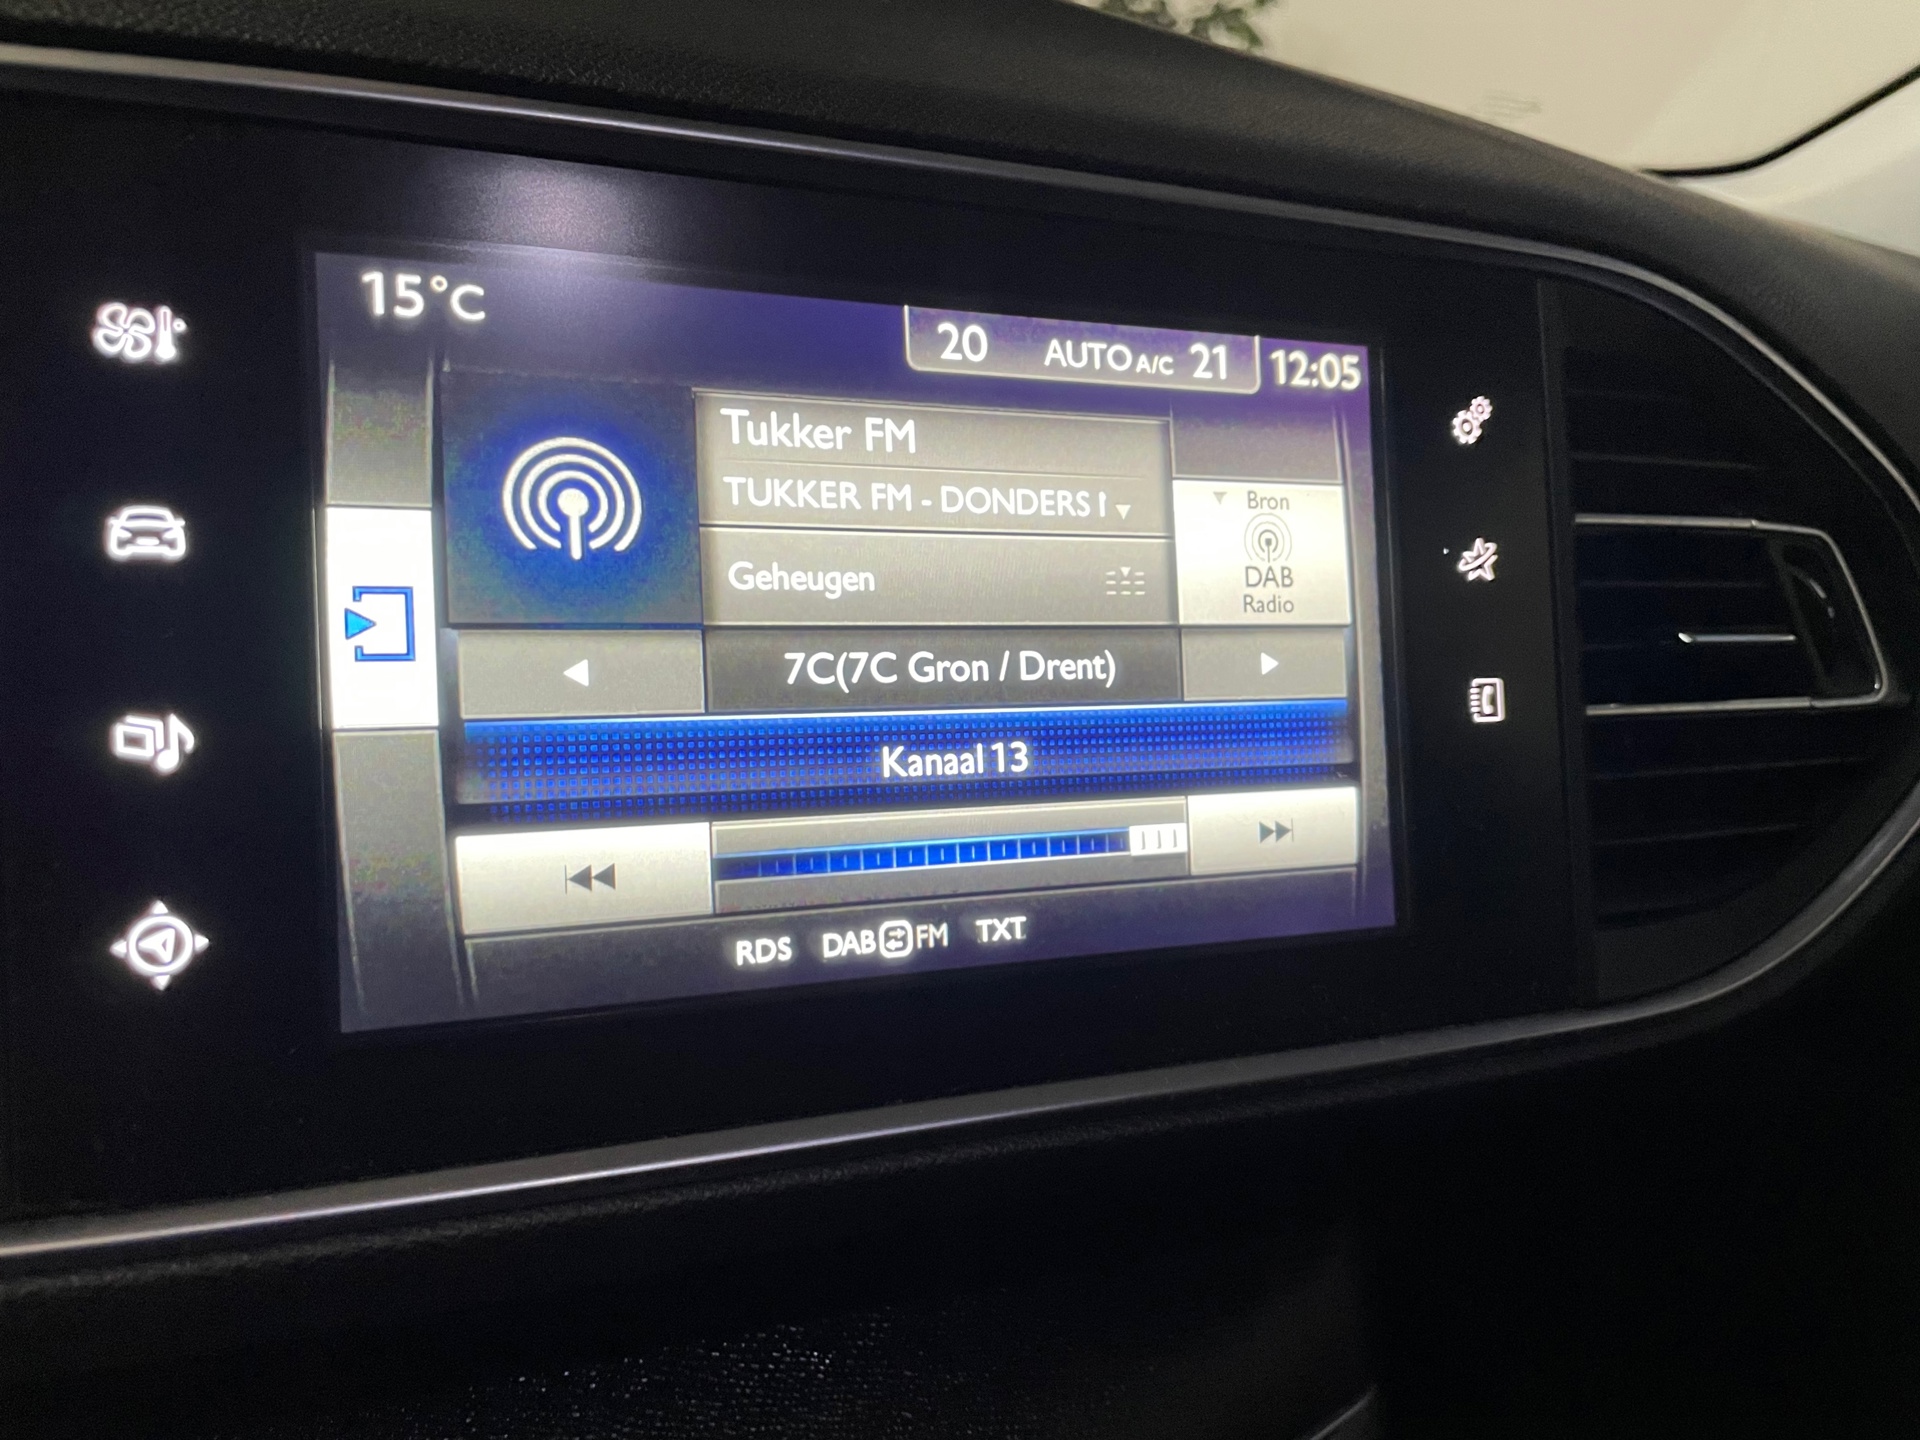 15°C
20 AUTO A/C 21 12:05
Tukker FM
TUKKER FM - DONDERS
Bron
DAB
Radio
Geheugen
7C(7C Gron / Drent)
Kanaal 13
RDS DAB FM TXT